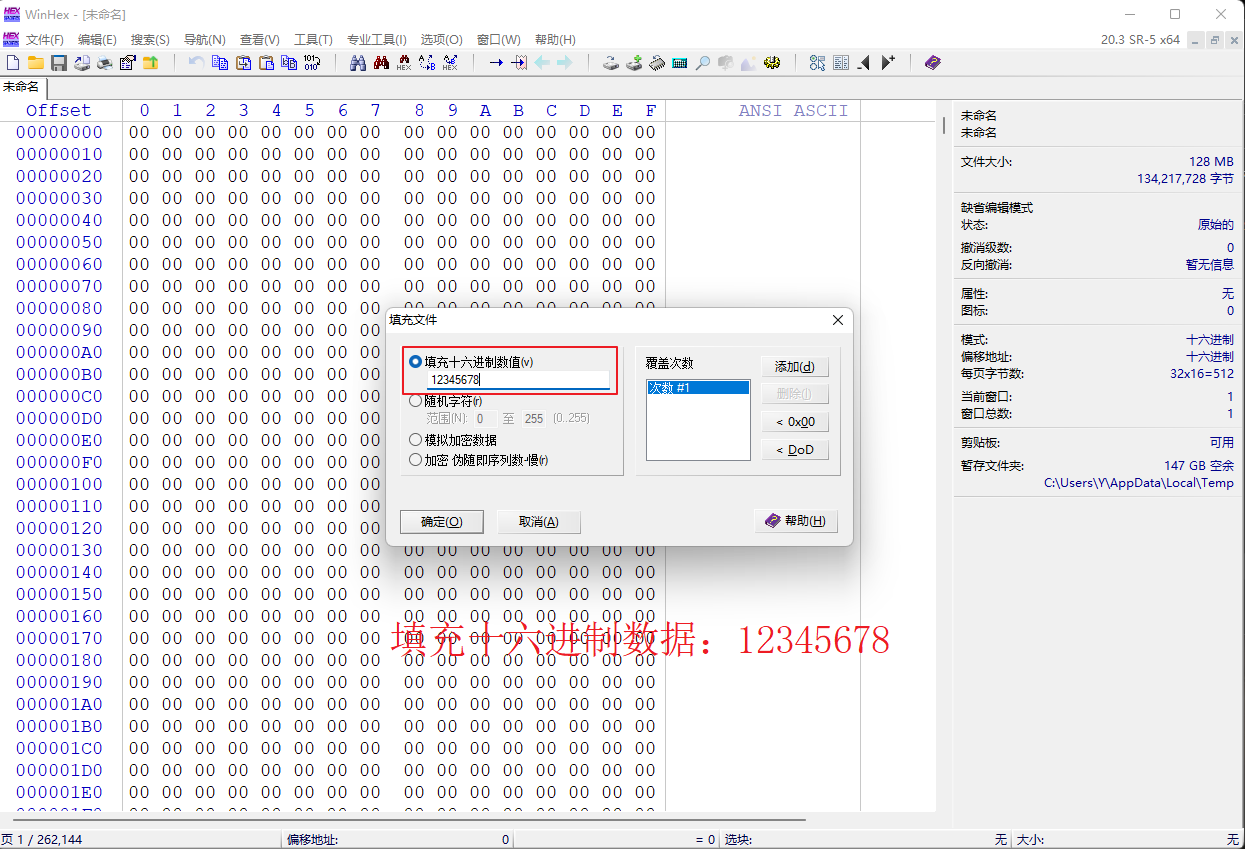 WinHex - [未命名]
文件(F) 编辑(E) 搜索(S) 导航(N) 查看(V) 工具(T) 专业工具(I) 选项(O) 窗口(W) 帮助(H) 20.3 SR-5 x64
未命名
Offset 0 1 2 3 4 5 6 7 8 9 A B C D E F ANSI ASCII
00000000 00 00 00 00 00 00 00 00 00 00 00 00 00 00 00 00
00000010 00 00 00 00 00 00 00 00 00 00 00 00 00 00 00 00
00000020 00 00 00 00 00 00 00 00 00 00 00 00 00 00 00 00
00000030 00 00 00 00 00 00 00 00 00 00 00 00 00 00 00 00
00000040 00 00 00 00 00 00 00 00 00 00 00 00 00 00 00 00
00000050 00 00 00 00 00 00 00 00 00 00 00 00 00 00 00 00
00000060 00 00 00 00 00 00 00 00 00 00 00 00 00 00 00 00
00000070 00 00 00 00 00 00 00 00 00 00 00 00 00 00 00 00
00000080 00 00 00 00 00 00 00 00 00 00 00 00 00 00 00 00
00000090 00 00 00 00 00 00 00 00
000000A0 00 00 00 00 00 00 00 00
000000B0 00 00 00 00 00 00 00 00
000000C0 00 00 00 00 00 00 00 00
000000D0 00 00 00 00 00 00 00 00
000000E0 00 00 00 00 00 00 00 00
000000F0 00 00 00 00 00 00 00 00
00000100 00 00 00 00 00 00 00 00
00000110 00 00 00 00 00 00 00 00
00000120 00 00 00 00 00 00 00 00
00000130 00 00 00 00 00 00 00 00 00 00 00 00 00 00 00 00
00000140 00 00 00 00 00 00 00 00 00 00 00 00 00 00 00 00
00000150 00 00 00 00 00 00 00 00 00 00 00 00 00 00 00 00
00000160 00 00 00 00 00 00 00 00 00 00 00 00 00 00 00 00
00000170 00 00 00 00 00 00 00 00 00 00 00 00 00 00 00 00
00000180 00 00 00 00 00 00 00 00 00 00 00 00 00 00 00 00
00000190 00 00 00 00 00 00 00 00 00 00 00 00 00 00 00 00
000001A0 00 00 00 00 00 00 00 00 00 00 00 00 00 00 00 00
000001B0 00 00 00 00 00 00 00 00 00 00 00 00 00 00 00 00
000001C0 00 00 00 00 00 00 00 00 00 00 00 00 00 00 00 00
000001D0 00 00 00 00 00 00 00 00 00 00 00 00 00 00 00 00
000001E0 00 00 00 00 00 00 00 00 00 00 00 00 00 00 00 00
填充文件
填充十六进制数值(v)
12345678
随机字符(r)
范围(N): 0 至 255 (0..255)
模拟加密数据
加密 伪随即序列数-慢(r)
覆盖次数
次数 #1
添加(d)
删除(l)
< 0x00
< DoD
确定(O) 取消(A) 帮助(H)
填充十六进制数据：12345678
未命名
未命名
文件大小: 128 MB
134,217,728 字节
缺省编辑模式
状态: 原始的
撤消级数: 0
反向撤消: 暂无信息
属性: 无
图标: 0
模式: 十六进制
偏移地址: 十六进制
每页字节数: 32x16=512
当前窗口: 1
窗口总数: 1
剪贴板: 可用
暂存文件夹: 147 GB 空余
C:\Users\Y\AppData\Local\Temp
页 1 / 262,144 偏移地址: 0 = 0 选块: 无 大小: 无